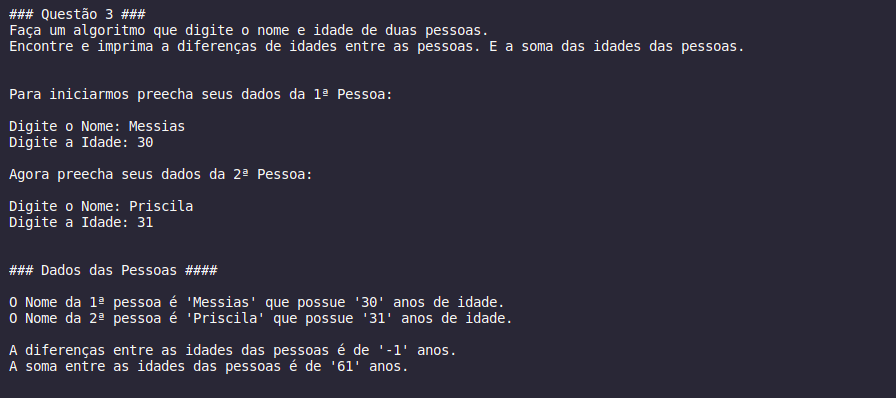 ### Questão 3 ###
Faça um algoritmo que digite o nome e idade de duas pessoas.
Encontre e imprima a diferenças de idades entre as pessoas. E a soma das idades das pessoas.
Para iniciarmos preecha seus dados da 1ª Pessoa:
Digite o Nome: Messias
Digite a Idade: 30
Agora preecha seus dados da 2ª Pessoa:
Digite o Nome: Priscila
Digite a Idade: 31
### Dados das Pessoas ####
O Nome da 1ª pessoa é 'Messias' que possue '30' anos de idade.
O Nome da 2ª pessoa é 'Priscila' que possue '31' anos de idade.
A diferenças entre as idades das pessoas é de '-1' anos.
A soma entre as idades das pessoas é de '61' anos.